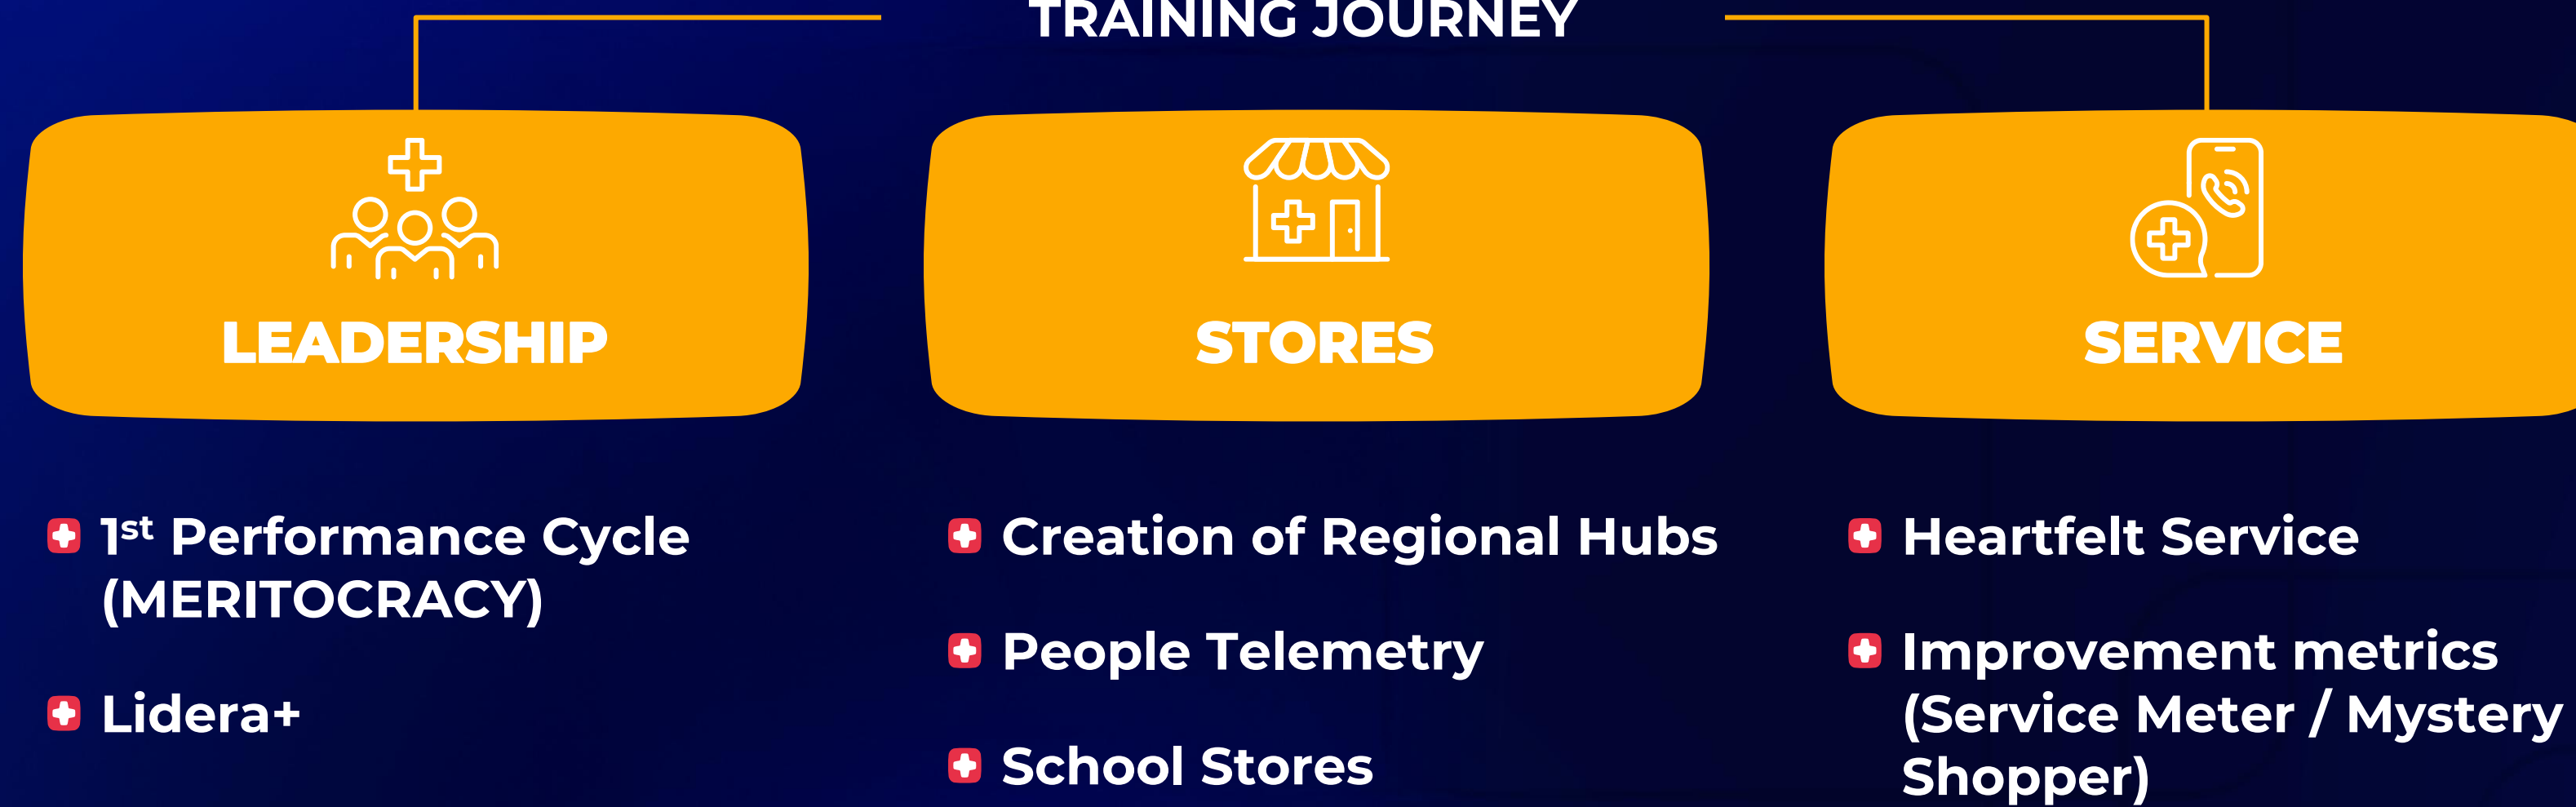 TRAINING JOURNEY
LEADERSHIP
1st Performance Cycle
(MERITOCRACY)
Lidera+
STORES
Creation of Regional Hubs
People Telemetry
School Stores
SERVICE
Heartfelt Service
Improvement metrics
(Service Meter / Mystery
Shopper)